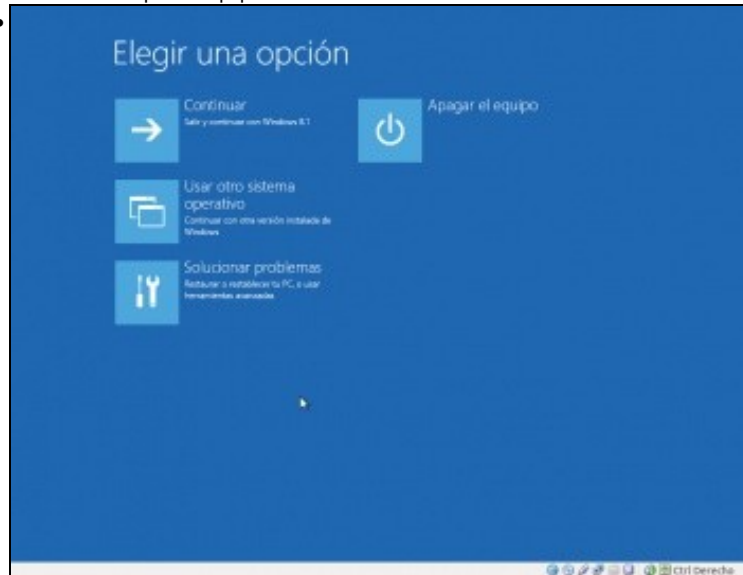 Elegir una opción
Continuar
Salir y continuar con Windows 8.1
Apagar el equipo
Usar otro sistema
operativo
Continuar con otra versión instalada de
Windows
Solucionar problemas
Restaurar o restablecer tu PC, o usar
herramientas avanzadas
Ctrl Derecho